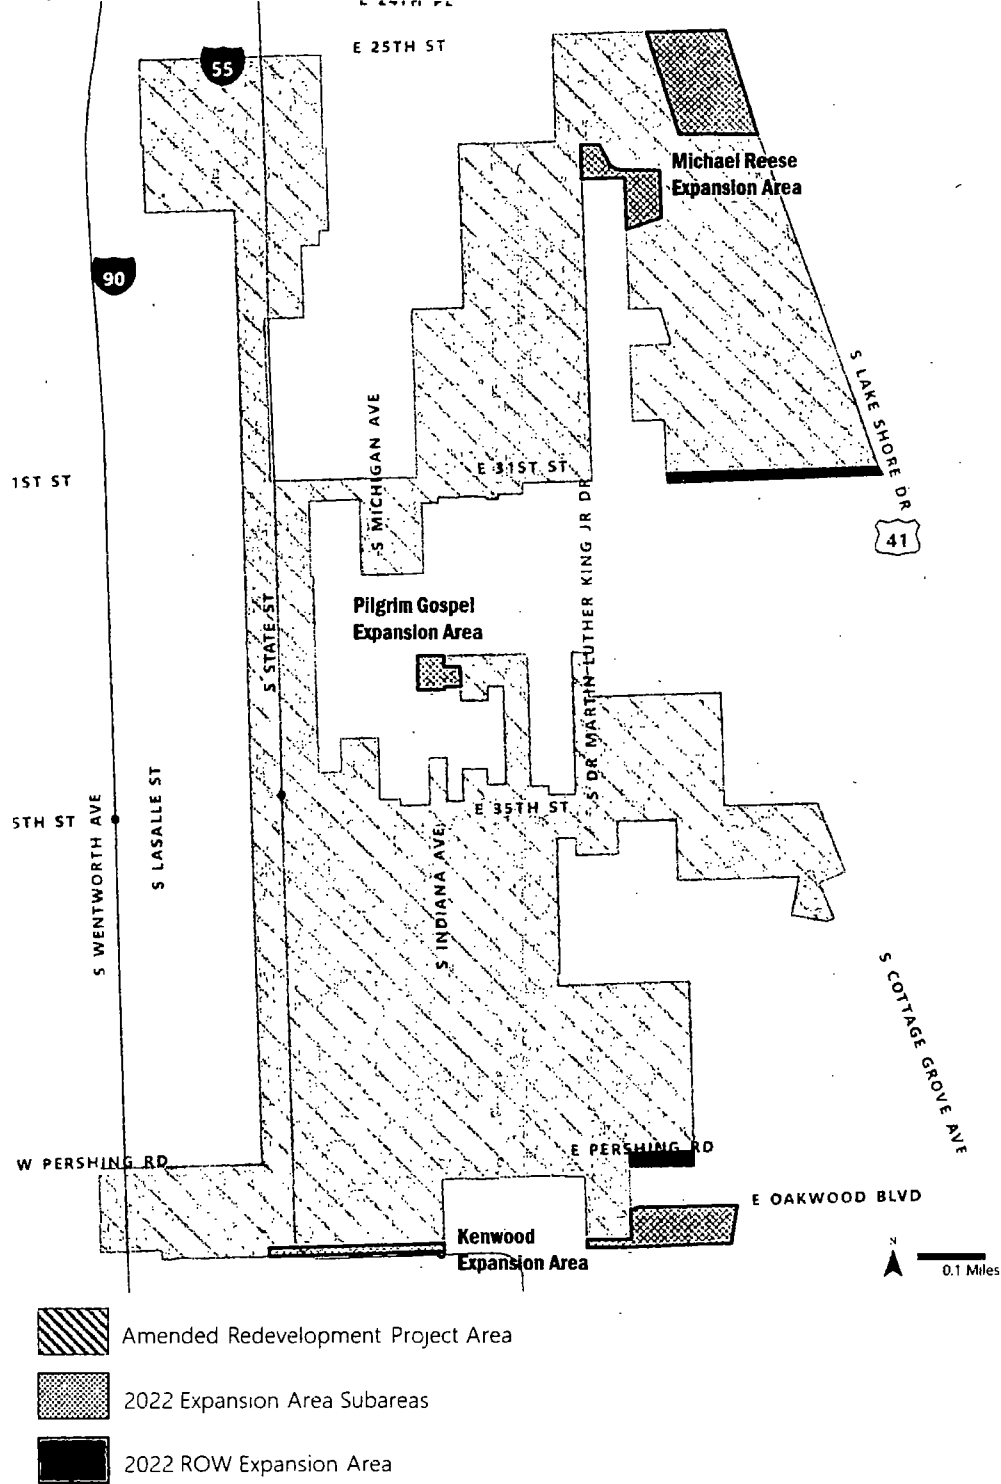 E 24TH PL
E 25TH ST
55
Michael Reese
Expansion Area
90
S LAKE SHORE DR
S MICHIGAN AVE
E 31ST ST
1ST ST
S DR MARTIN LUTHER KING JR DR
41
Pilgrim Gospel
Expansion Area
S STATE ST
S LASALLE ST
S WENTWORTH AVE
E 35TH ST
5TH ST
S INDIANA AVE
S COTTAGE GROVE AVE
E PERSHING RD
W PERSHING RD
E OAKWOOD BLVD
Kenwood
Expansion Area
N
0.1 Miles
Amended Redevelopment Project Area
2022 Expansion Area Subareas
2022 ROW Expansion Area